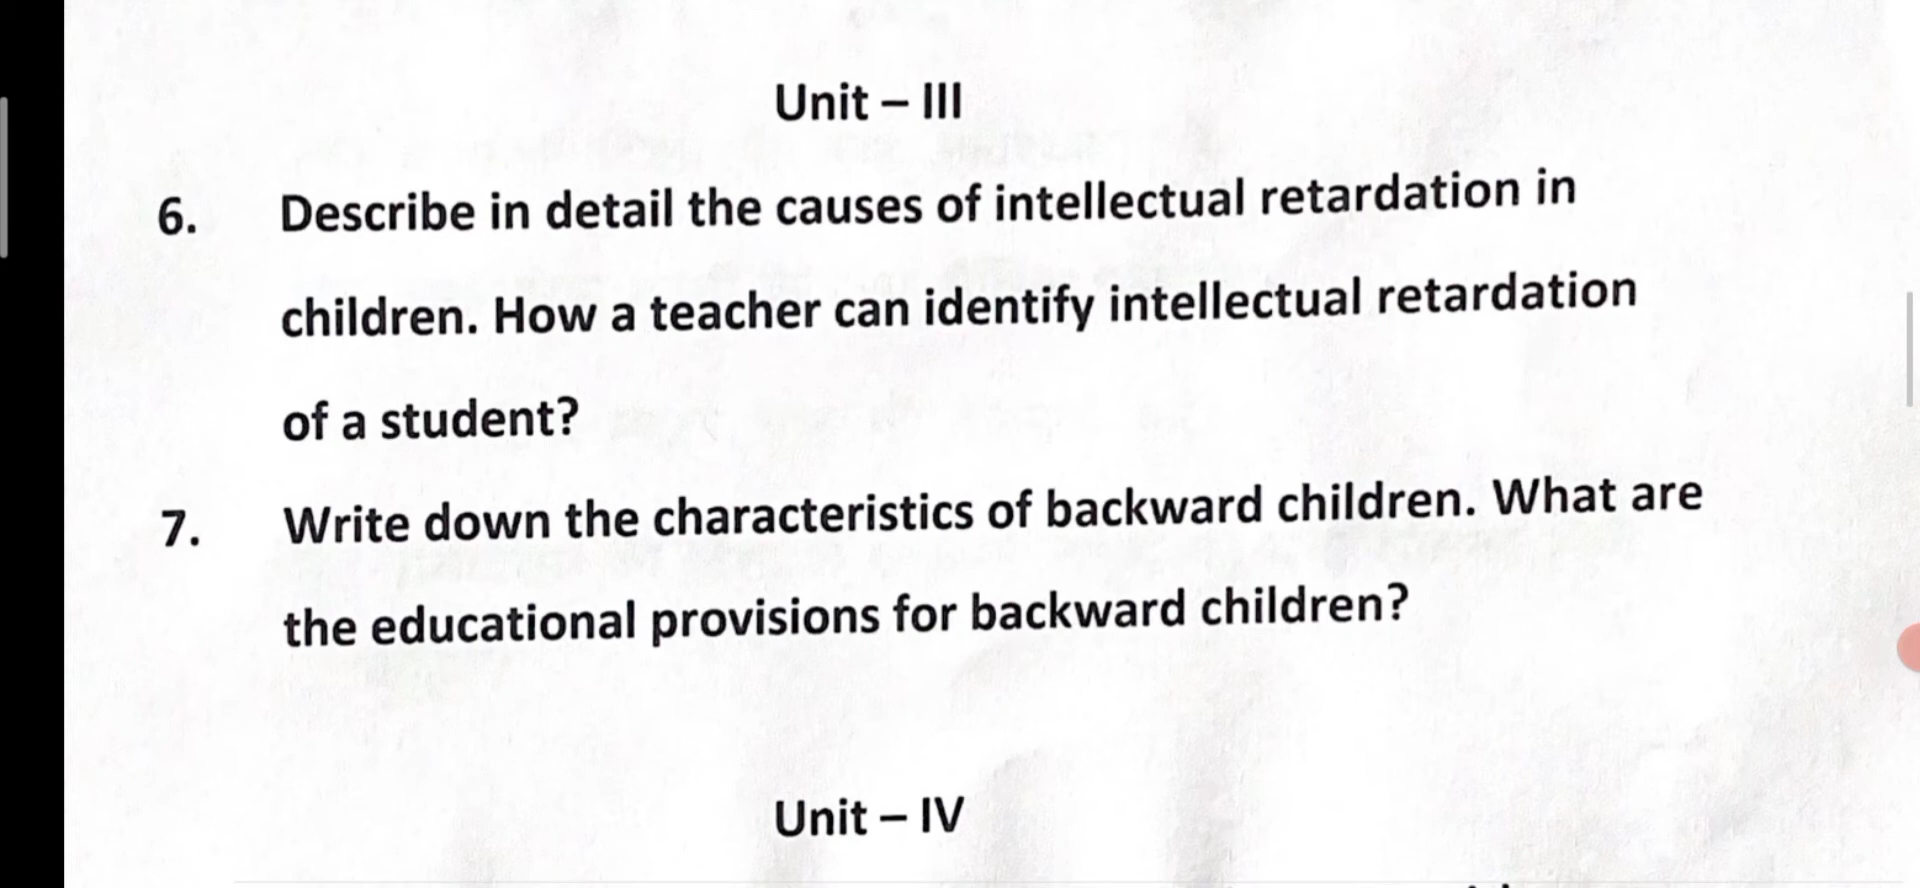 Unit – III
6. Describe in detail the causes of intellectual retardation in
children. How a teacher can identify intellectual retardation
of a student?
7. Write down the characteristics of backward children. What are
the educational provisions for backward children?
Unit – IV